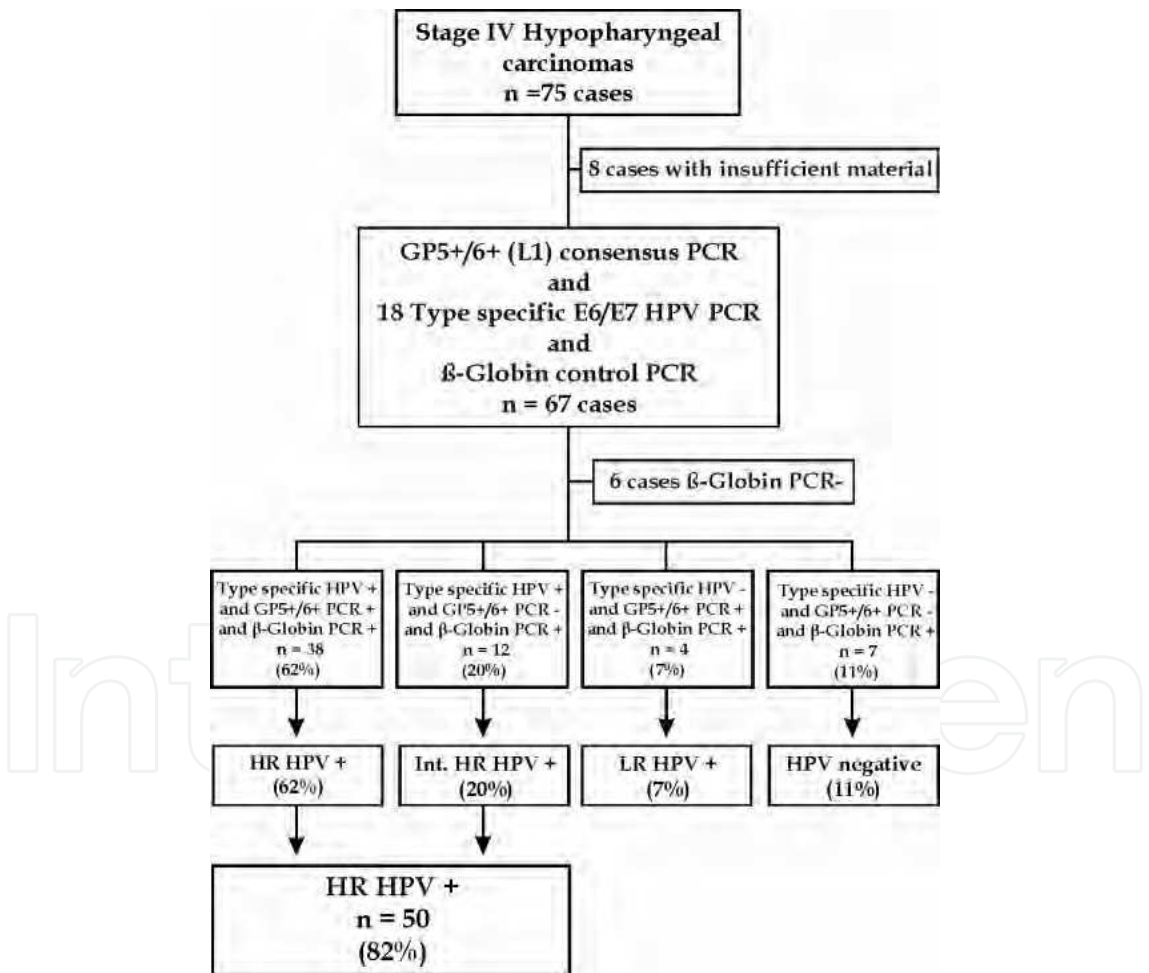 Stage IV Hypopharyngeal
carcinomas
n =75 cases
8 cases with insufficient material
GP5+/6+ (L1) consensus PCR
and
18 Type specific E6/E7 HPV PCR
and
ß-Globin control PCR
n = 67 cases
6 cases ß-Globin PCR-
Type specific HPV +
and GP5+/6+ PCR +
and β-Globin PCR +
n = 38
(62%)
Type specific HPV +
and GP5+/6+ PCR -
and β-Globin PCR +
n = 12
(20%)
Type specific HPV -
and GP5+/6+ PCR +
and β-Globin PCR +
n = 4
(7%)
Type specific HPV -
and GP5+/6+ PCR -
and β-Globin PCR +
n = 7
(11%)
HR HPV +
(62%)
Int. HR HPV +
(20%)
LR HPV +
(7%)
HPV negative
(11%)
HR HPV +
n = 50
(82%)
Int
en